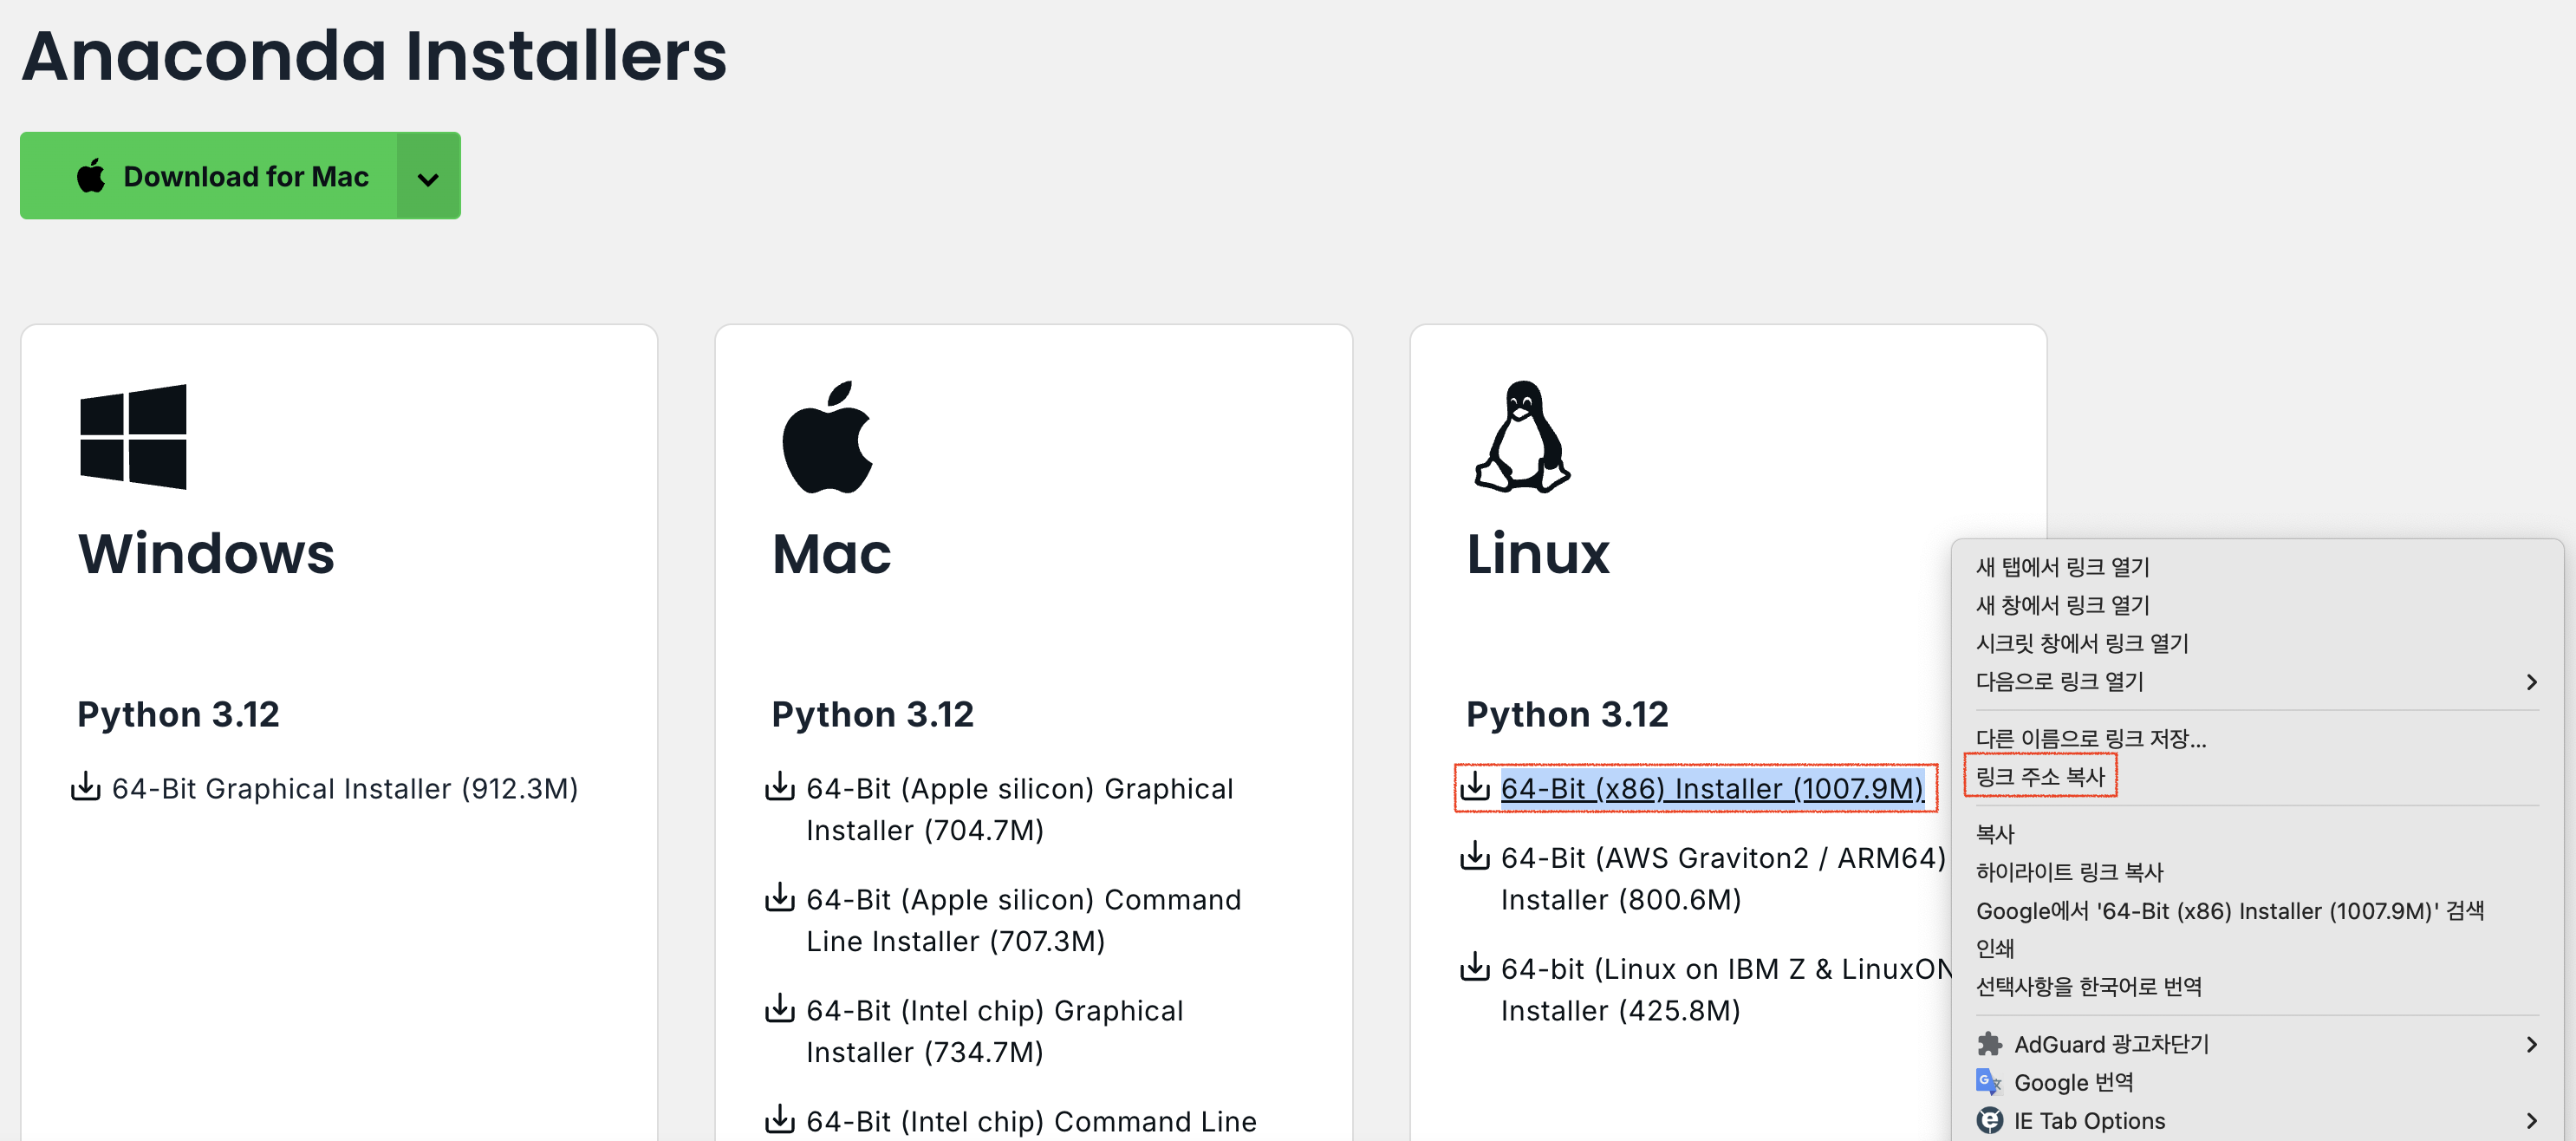 Anaconda Installers
Download for Mac
Windows
Python 3.12
64-Bit Graphical Installer (912.3M)
Mac
Python 3.12
64-Bit (Apple silicon) Graphical
Installer (704.7M)
64-Bit (Apple silicon) Command
Line Installer (707.3M)
64-Bit (Intel chip) Graphical
Installer (734.7M)
64-Bit (Intel chip) Command Line
Linux
Python 3.12
64-Bit (x86) Installer (1007.9M)
64-Bit (AWS Graviton2 / ARM64)
Installer (800.6M)
64-bit (Linux on IBM Z & LinuxON
Installer (425.8M)
새 탭에서 링크 열기
새 창에서 링크 열기
시크릿 창에서 링크 열기
다음으로 링크 열기
다른 이름으로 링크 저장...
링크 주소 복사
복사
하이라이트 링크 복사
Google에서 '64-Bit (x86) Installer (1007.9M)' 검색
인쇄
선택사항을 한국어로 번역
AdGuard 광고차단기
Google 번역
IE Tab Options